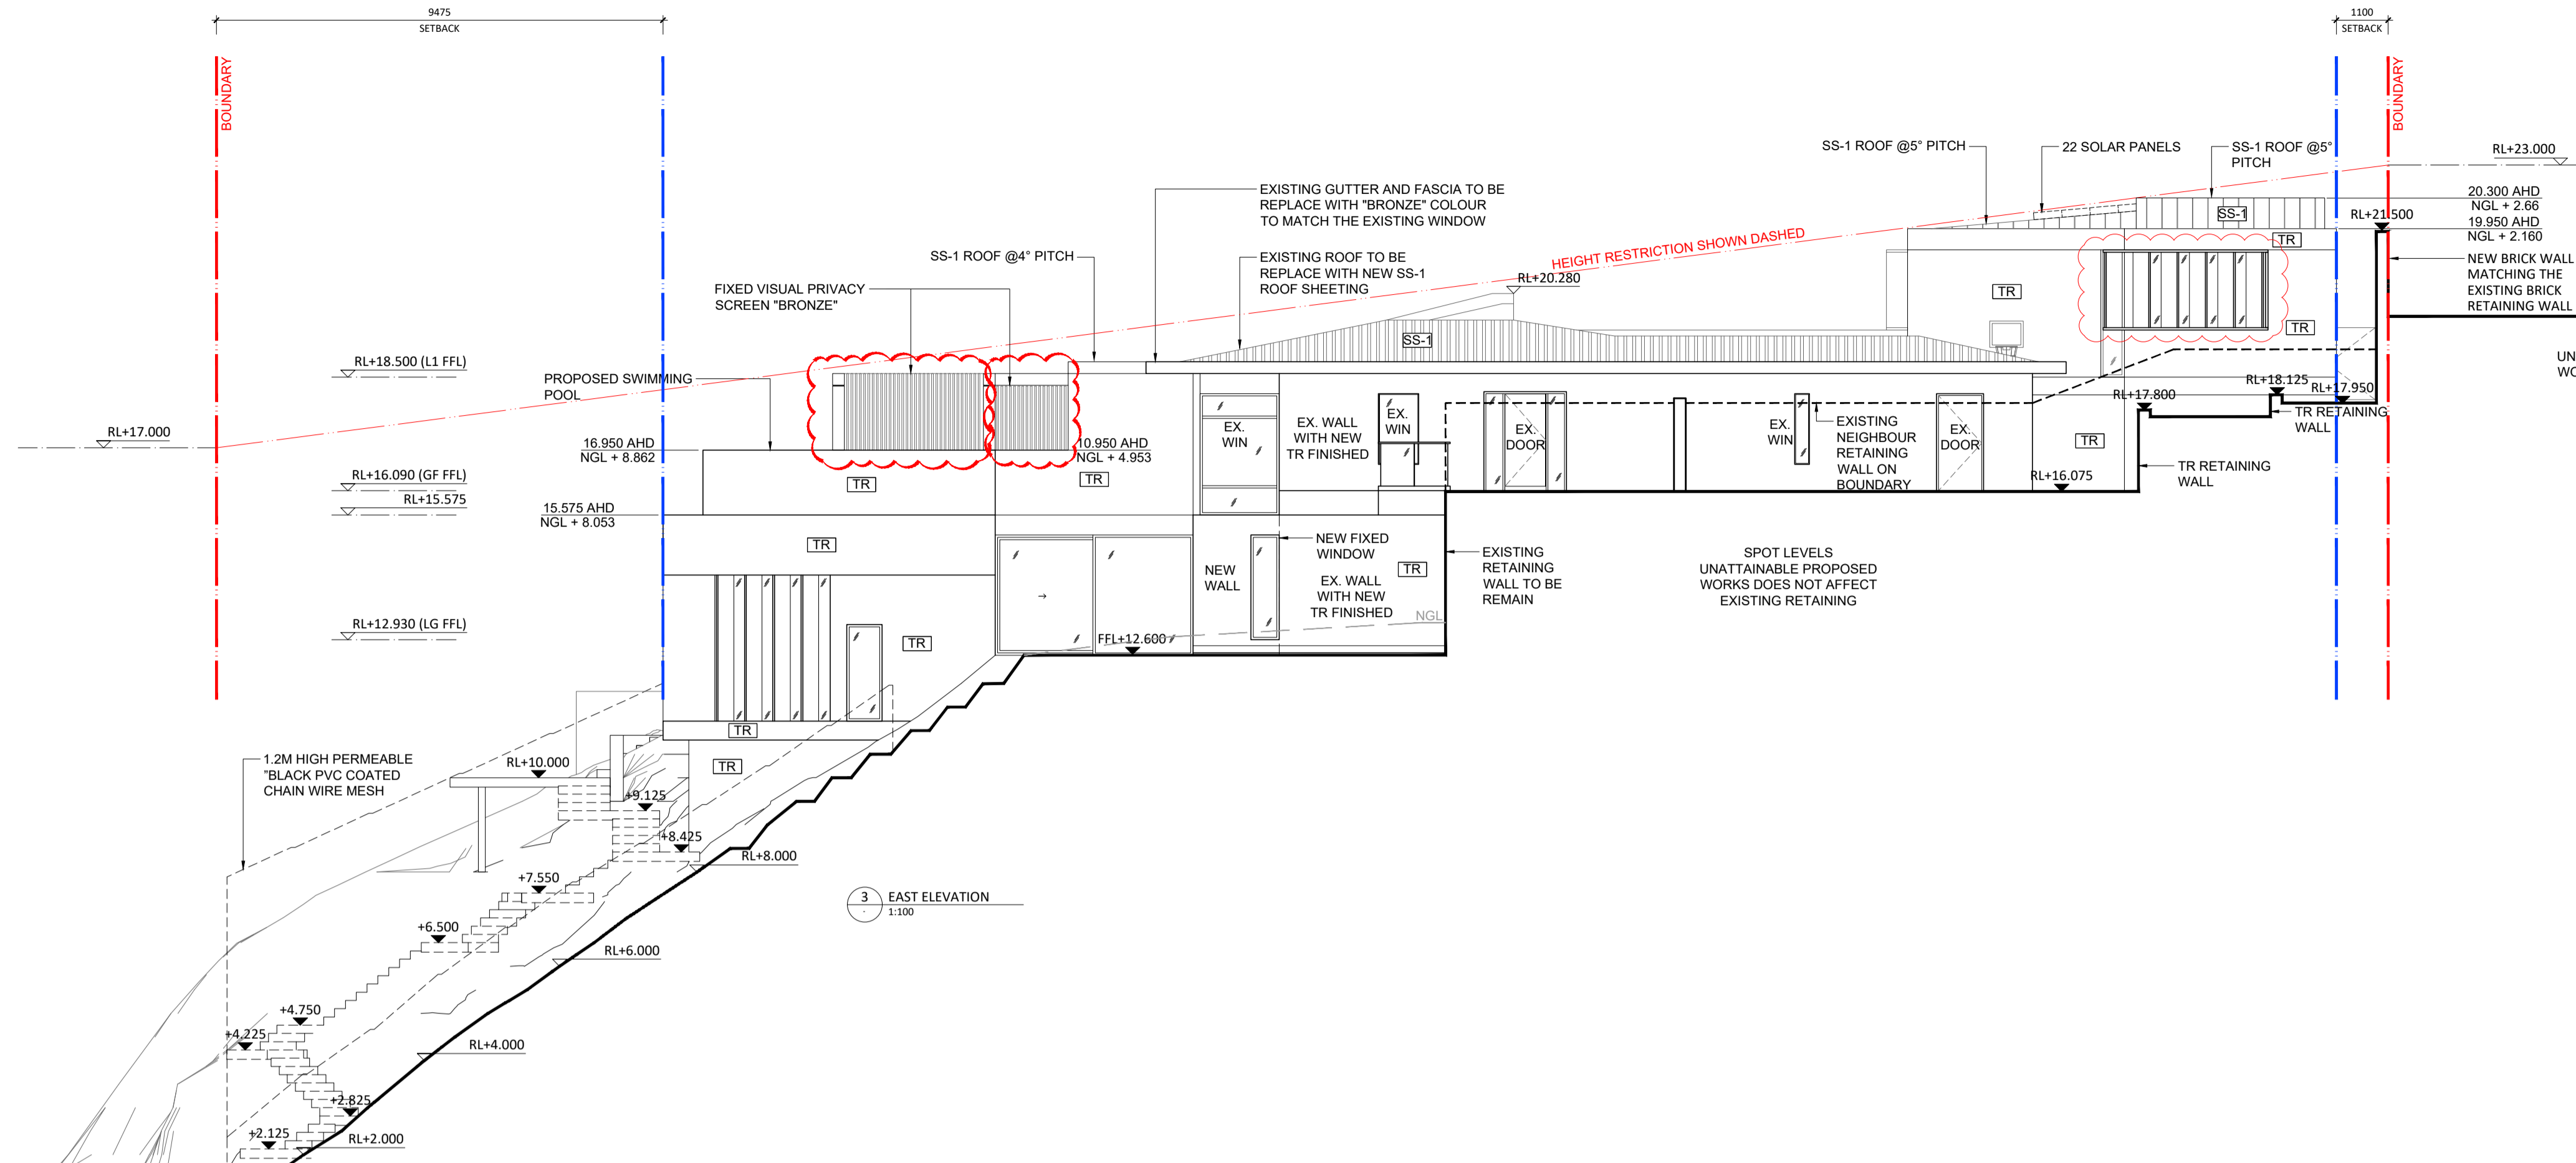 9475
SETBACK
1100
SETBACK
BOUNDARY
BOUNDARY
SS-1 ROOF @5° PITCH
22 SOLAR PANELS
SS-1 ROOF @5°
PITCH
RL+23.000
20.300 AHD
NGL + 2.66
RL+21.500
19.950 AHD
NGL + 2.160
SS-1
TR
NEW BRICK WALL
MATCHING THE
EXISTING BRICK
RETAINING WALL
EXISTING GUTTER AND FASCIA TO BE
REPLACE WITH "BRONZE" COLOUR
TO MATCH THE EXISTING WINDOW
HEIGHT RESTRICTION SHOWN DASHED
SS-1 ROOF @4° PITCH
EXISTING ROOF TO BE
REPLACE WITH NEW SS-1
ROOF SHEETING
RL+20.280
FIXED VISUAL PRIVACY
SCREEN "BRONZE"
TR
TR
SS-1
UN
WO
RL+18.500 (L1 FFL)
PROPOSED SWIMMING
POOL
RL+18.125
RL+17.950
RL+17.800
TR RETAINING
WALL
RL+17.000
16.950 AHD
NGL + 8.862
10.950 AHD
NGL + 4.953
EX.
WIN
EX. WALL
WITH NEW
TR FINISHED
EX.
WIN
EX.
DOOR
EX.
WIN
EXISTING
NEIGHBOUR
RETAINING
WALL ON
BOUNDARY
EX.
DOOR
TR
TR RETAINING
WALL
RL+16.090 (GF FFL)
RL+15.575
TR
TR
RL+16.075
15.575 AHD
NGL + 8.053
TR
NEW FIXED
WINDOW
NEW
WALL
EX. WALL
WITH NEW
TR FINISHED
TR
EXISTING
RETAINING
WALL TO BE
REMAIN
SPOT LEVELS
UNATTAINABLE PROPOSED
WORKS DOES NOT AFFECT
EXISTING RETAINING
NGL
RL+12.930 (LG FFL)
TR
FFL+12.600
TR
TR
1.2M HIGH PERMEABLE
"BLACK PVC COATED
CHAIN WIRE MESH
RL+10.000
+9.125
+8.425
RL+8.000
+7.550
3
EAST ELEVATION
1:100
+6.500
RL+6.000
+4.750
+4.225
RL+4.000
+2.825
+2.125
RL+2.000